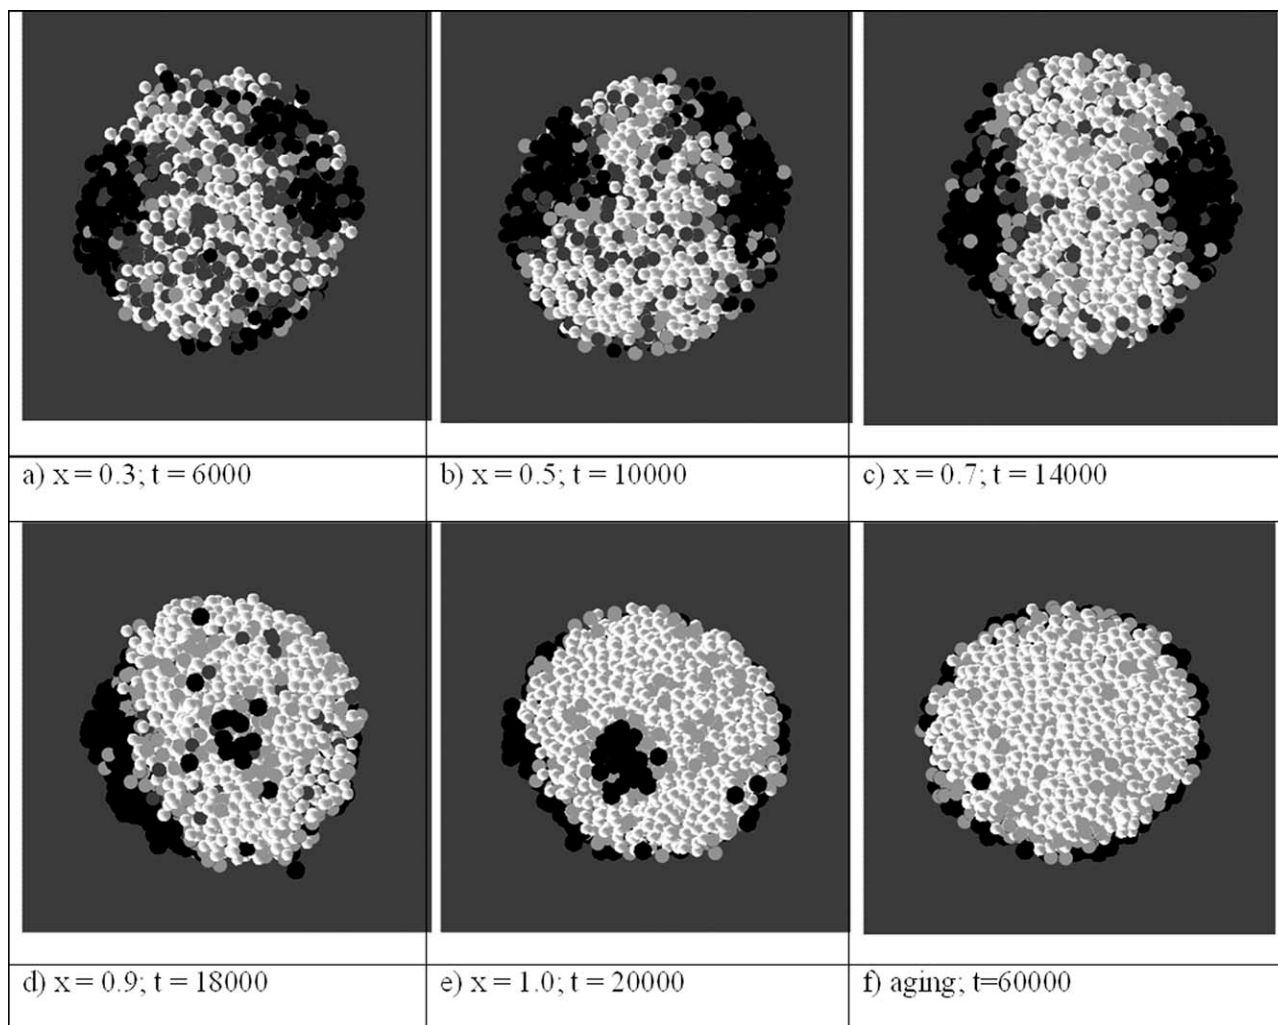 a) x = 0.3; t = 6000
b) x = 0.5; t = 10000
c) x = 0.7; t = 14000
d) x = 0.9; t = 18000
e) x = 1.0; t = 20000
f) aging; t=60000